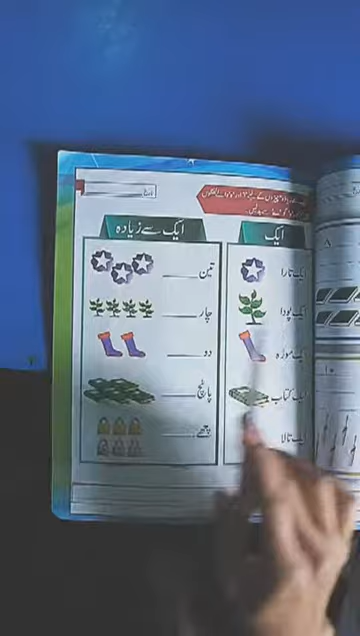 ایک
ایک سے زیادہ
ایک تارا
تین
ایک پودا
چار
ایک موزہ
دو
ایک کتاب
پانچ
ایک تالا
چھے